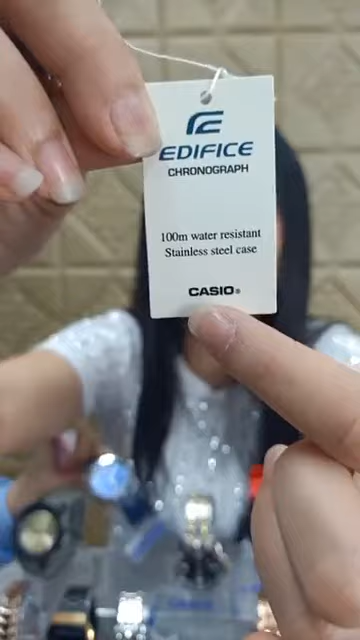 EDIFICE
CHRONOGRAPH
100m water resistant
Stainless steel case
CASIO®